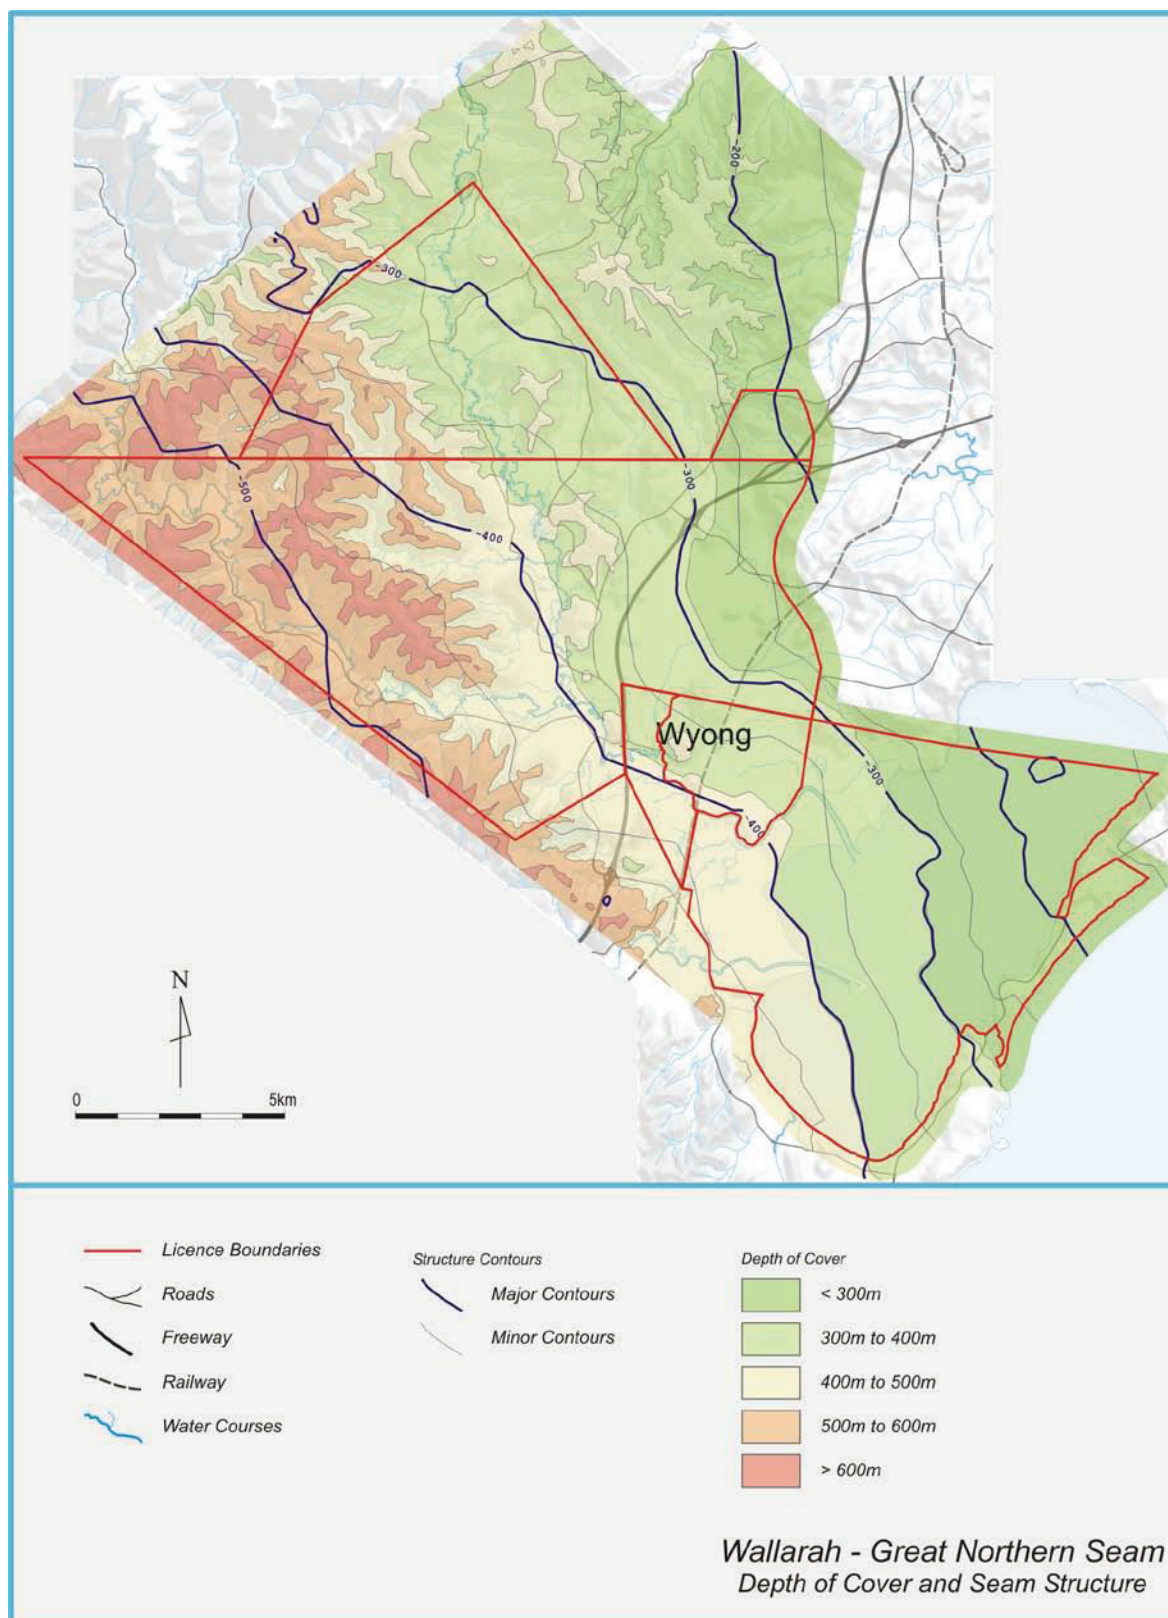 -200
-300
-300
-500
-400
Wyong
-300
-400
N
0
5km
Licence Boundaries
Roads
Freeway
Railway
Water Courses
Structure Contours
Major Contours
Minor Contours
Depth of Cover
< 300m
300m to 400m
400m to 500m
500m to 600m
> 600m
Wallarah - Great Northern Seam
Depth of Cover and Seam Structure